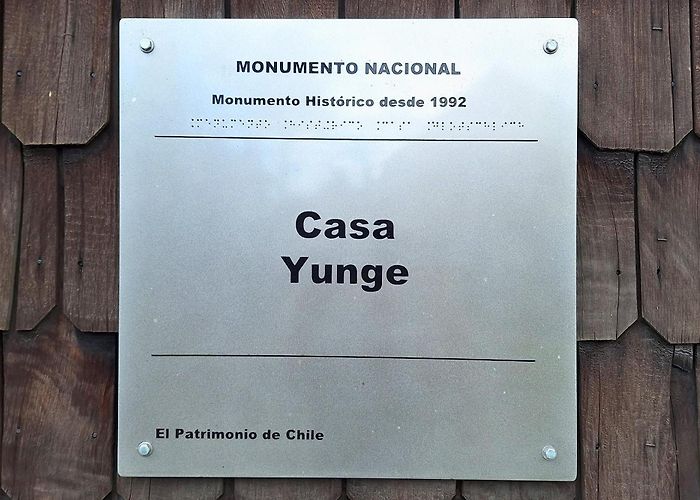 MONUMENTO NACIONAL
Monumento Histórico desde 1992
Casa
Yunge
El Patrimonio de Chile